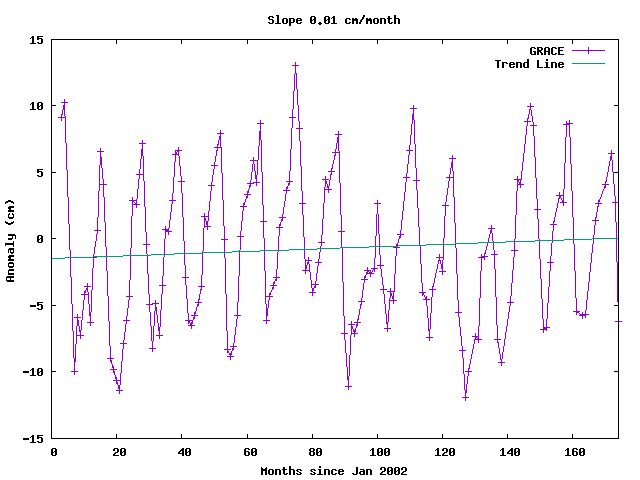 Slope 0.01 cm/month
GRACE
Trend Line
Anomaly (cm)
15
10
5
0
-5
-10
-15
0 20 40 60 80 100 120 140 160
Months since Jan 2002